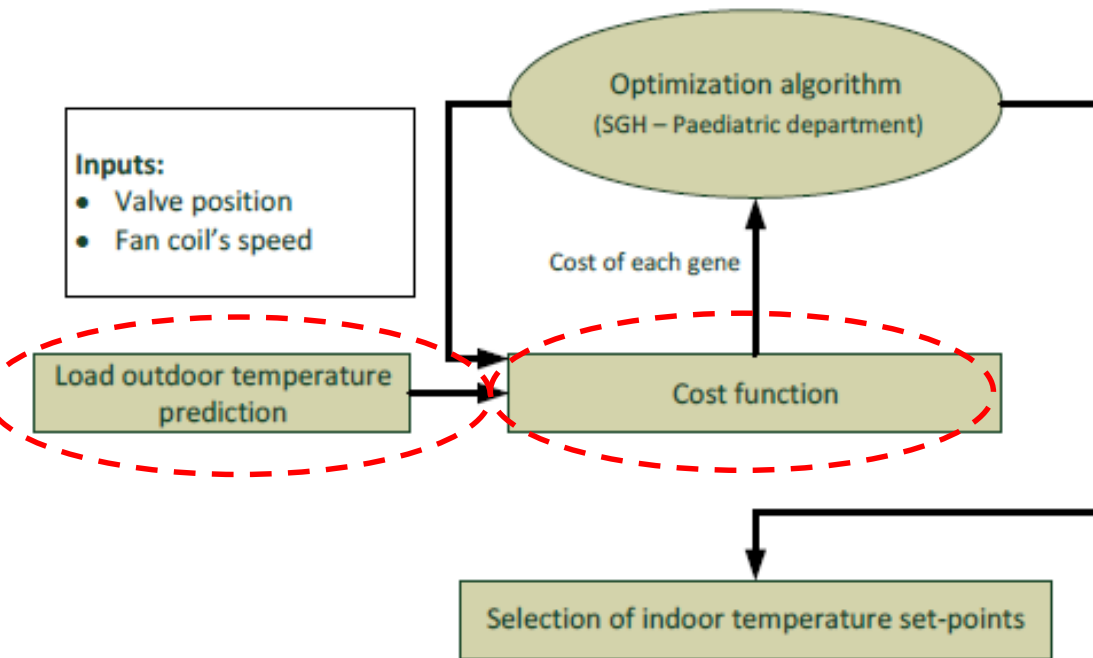 Optimization algorithm
(SGH – Paediatric department)
Inputs:
● Valve position
● Fan coil's speed
Cost of each gene
Load outdoor temperature
prediction
Cost function
Selection of indoor temperature set-points